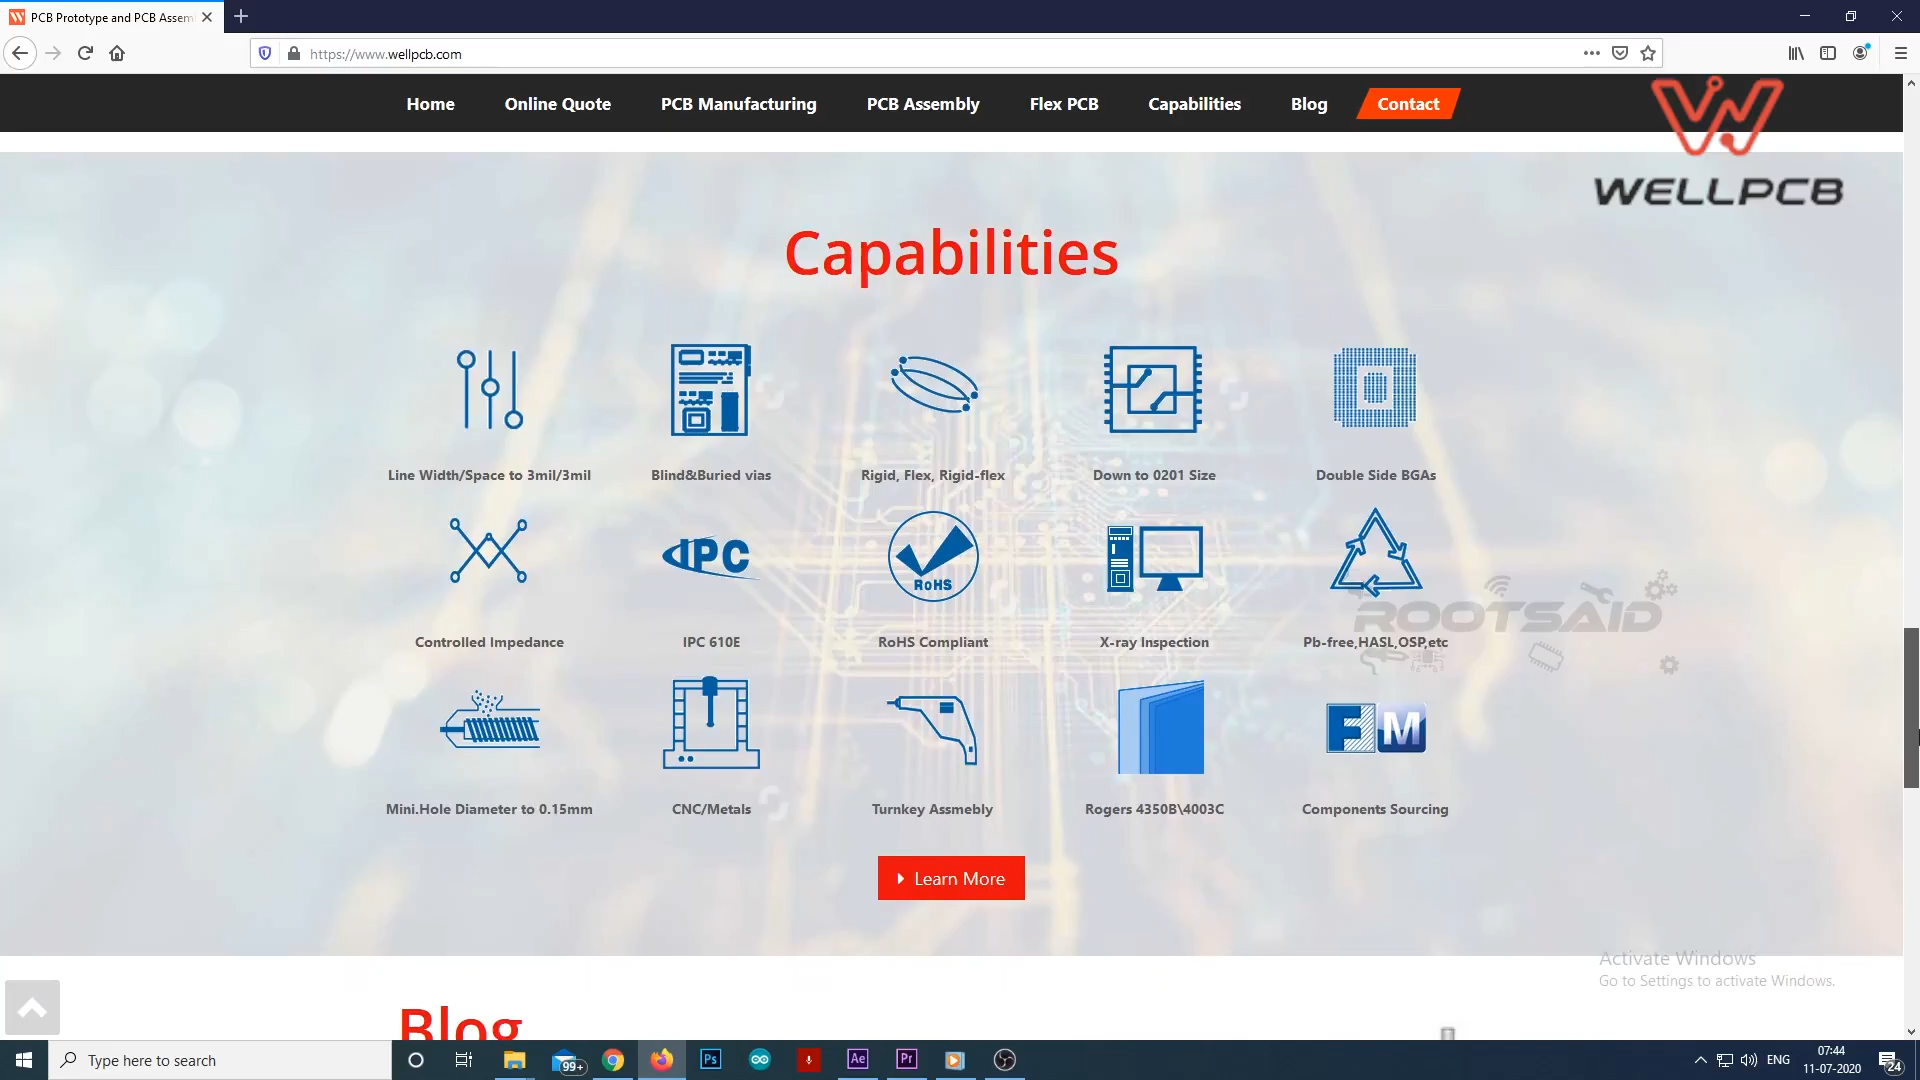 PCB Prototype and PCB Assem
https://www.wellpcb.com
Home Online Quote PCB Manufacturing PCB Assembly Flex PCB Capabilities Blog Contact
WELLPCB
Capabilities
Line Width/Space to 3mil/3mil Blind&Buried vias Rigid, Flex, Rigid-flex Down to 0201 Size Double Side BGAs
IPC RoHS
ROOTSAID
Controlled Impedance IPC 610E RoHS Compliant X-ray Inspection Pb-free,HASL,OSP,etc
F M
Mini.Hole Diameter to 0.15mm CNC/Metals Turnkey Assmebly Rogers 4350B\4003C Components Sourcing
Learn More
Activate Windows
Go to Settings to activate Windows.
Blog
Type here to search
99+
Ps
Ae
Pr
ENG
07:44
11-07-2020
24